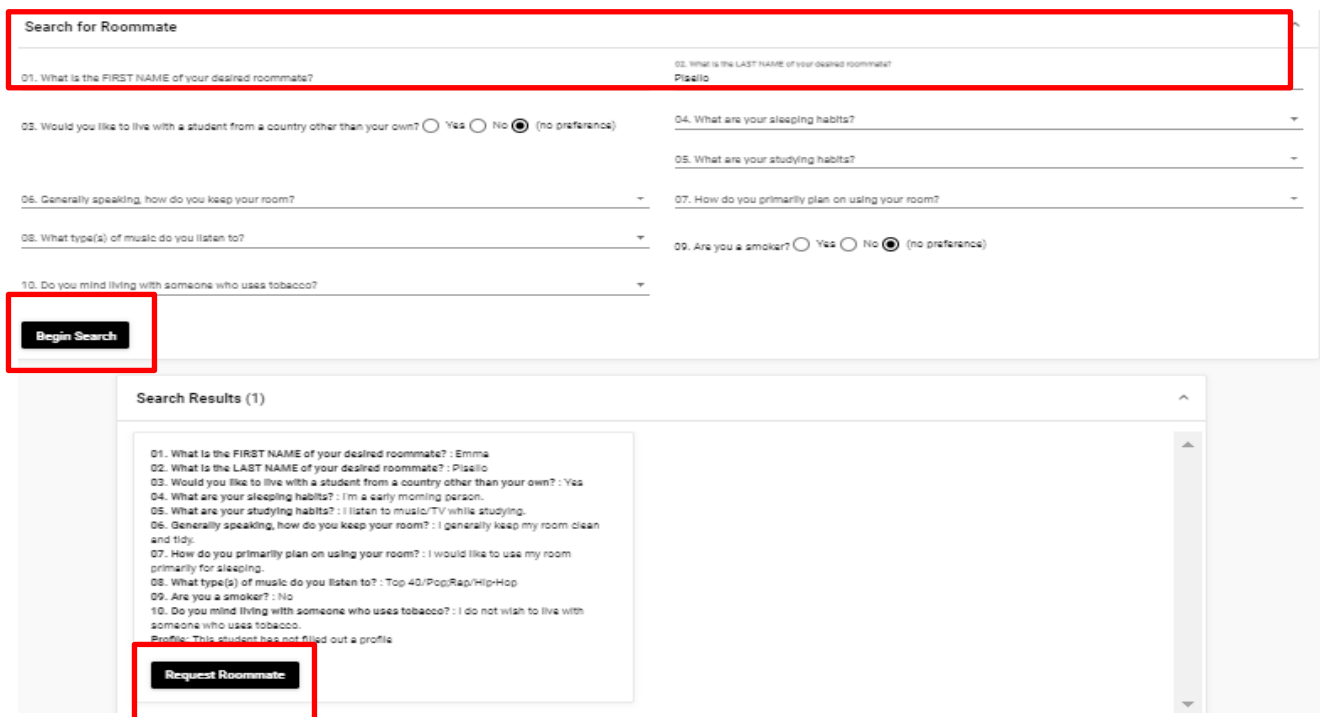 Search for Roommate
01. What is the FIRST NAME of your desired roommate?
02. What is the LAST NAME of your desired roommate?
Pisello
03. Would you like to live with a student from a country other than your own? Yes No (no preference)
04. What are your sleeping habits?
05. What are your studying habits?
06. Generally speaking, how do you keep your room?
07. How do you primarily plan on using your room?
08. What type(s) of music do you listen to?
09. Are you a smoker? Yes No (no preference)
10. Do you mind living with someone who uses tobacco?
Begin Search
Search Results (1)
01. What is the FIRST NAME of your desired roommate? : Emma
02. What is the LAST NAME of your desired roommate? : Pisello
03. Would you like to live with a student from a country other than your own? : Yes
04. What are your sleeping habits? : I'm a early morning person.
05. What are your studying habits? : I listen to music/TV while studying.
06. Generally speaking, how do you keep your room? : I generally keep my room clean
and tidy.
07. How do you primarily plan on using your room? : I would like to use my room
primarily for sleeping.
08. What type(s) of music do you listen to? : Top 40/Pop;Rap/Hip-Hop
09. Are you a smoker? : No
10. Do you mind living with someone who uses tobacco? : I do not wish to live with
someone who uses tobacco.
Profile: This student has not filled out a profile
Request Roommate